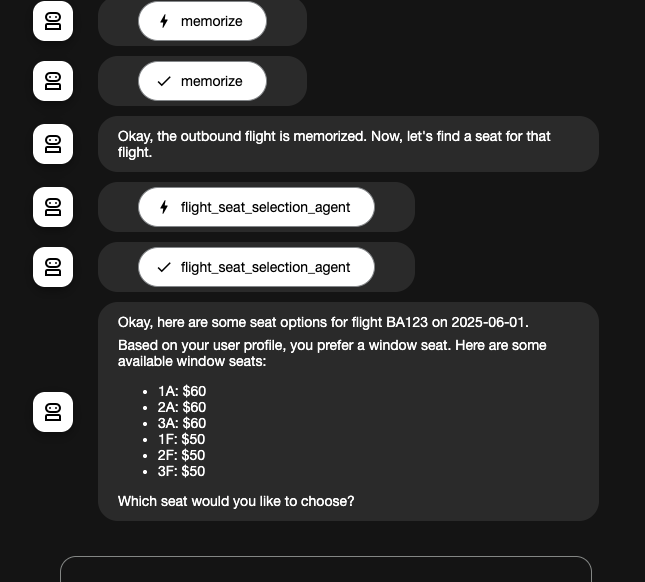 memorize
memorize
Okay, the outbound flight is memorized. Now, let's find a seat for that
flight.
flight_seat_selection_agent
flight_seat_selection_agent
Okay, here are some seat options for flight BA123 on 2025-06-01.
Based on your user profile, you prefer a window seat. Here are some
available window seats:
• 1A: $60
• 2A: $60
• 3A: $60
• 1F: $50
• 2F: $50
• 3F: $50
Which seat would you like to choose?